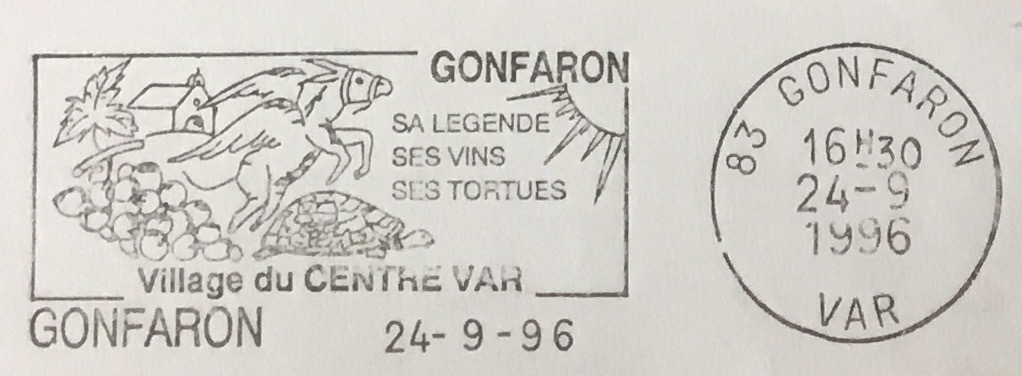 GONFARON
SA LEGENDE
SES VINS
SES TORTUES
Village du CENTRE VAR
GONFARON 24-9-96
83 GONFARON
16H30
24-9
1996
VAR